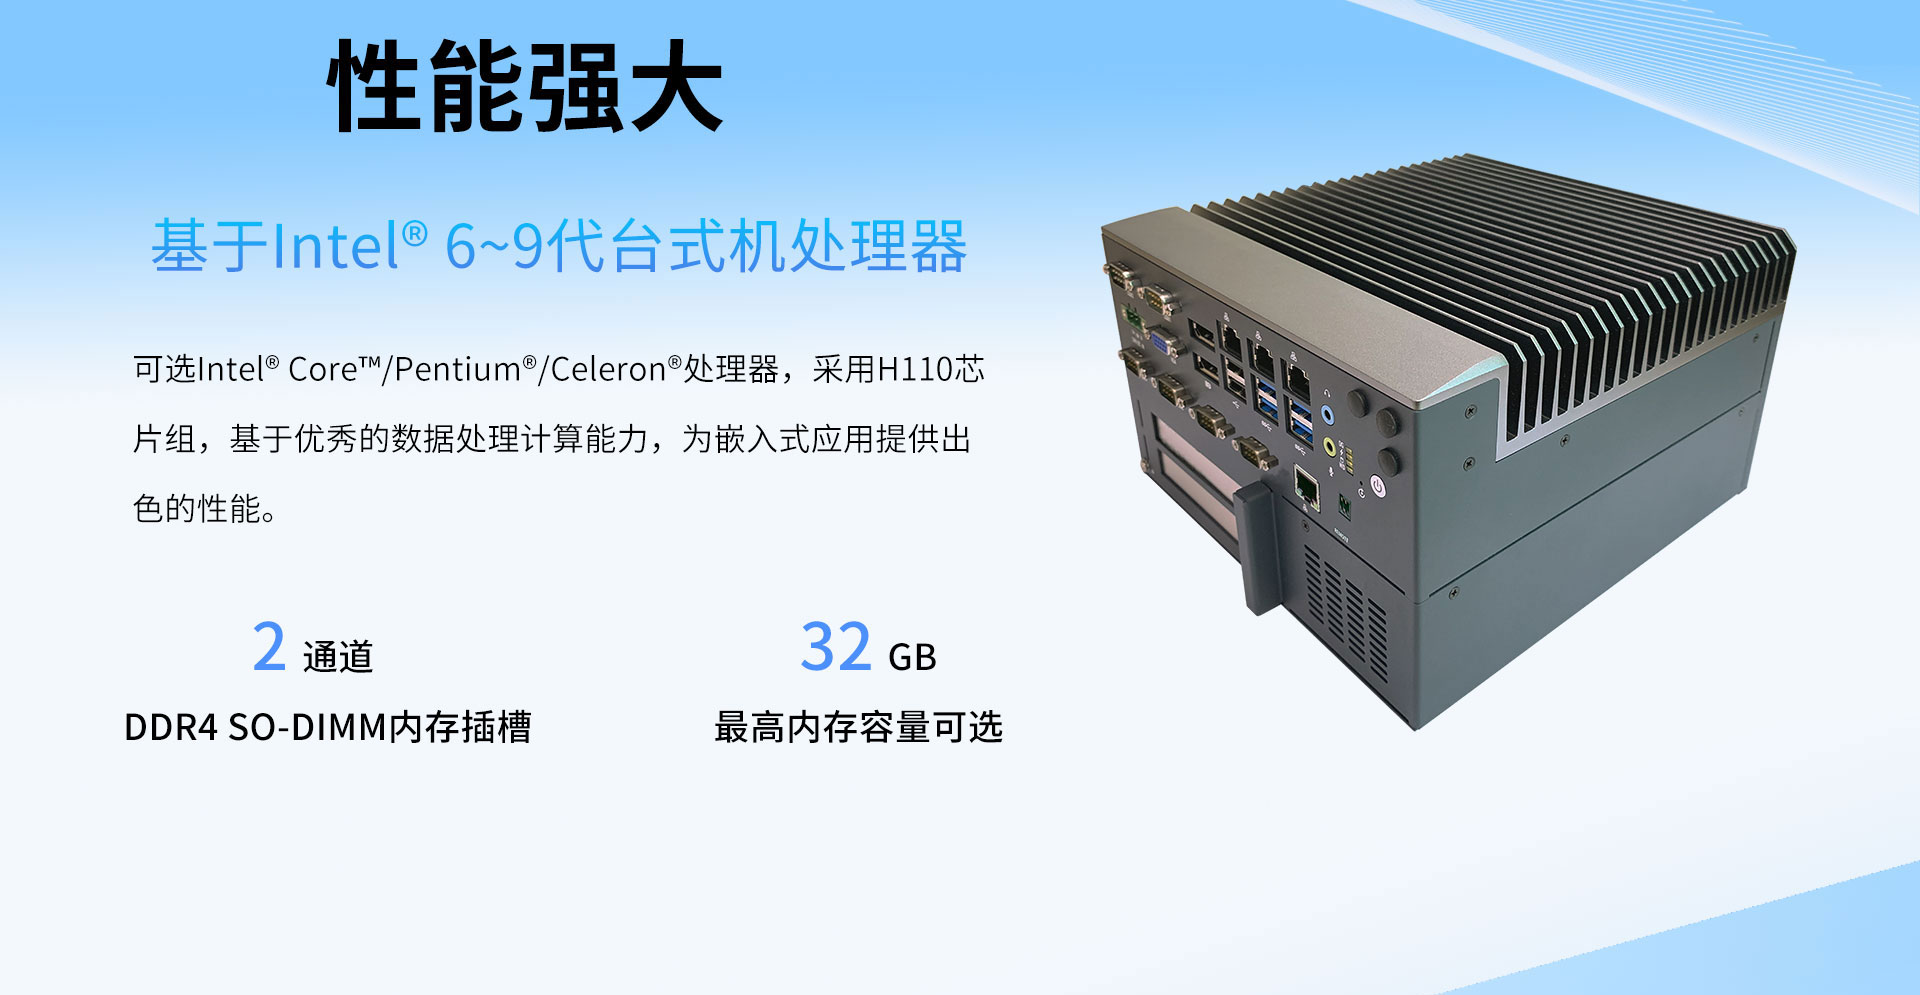 性能强大
基于Intel® 6~9代台式机处理器
可选Intel® Core™/Pentium®/Celeron®处理器，采用H110芯
片组，基于优秀的数据处理计算能力，为嵌入式应用提供出
色的性能。
2 通道
DDR4 SO-DIMM内存插槽
32 GB
最高内存容量可选